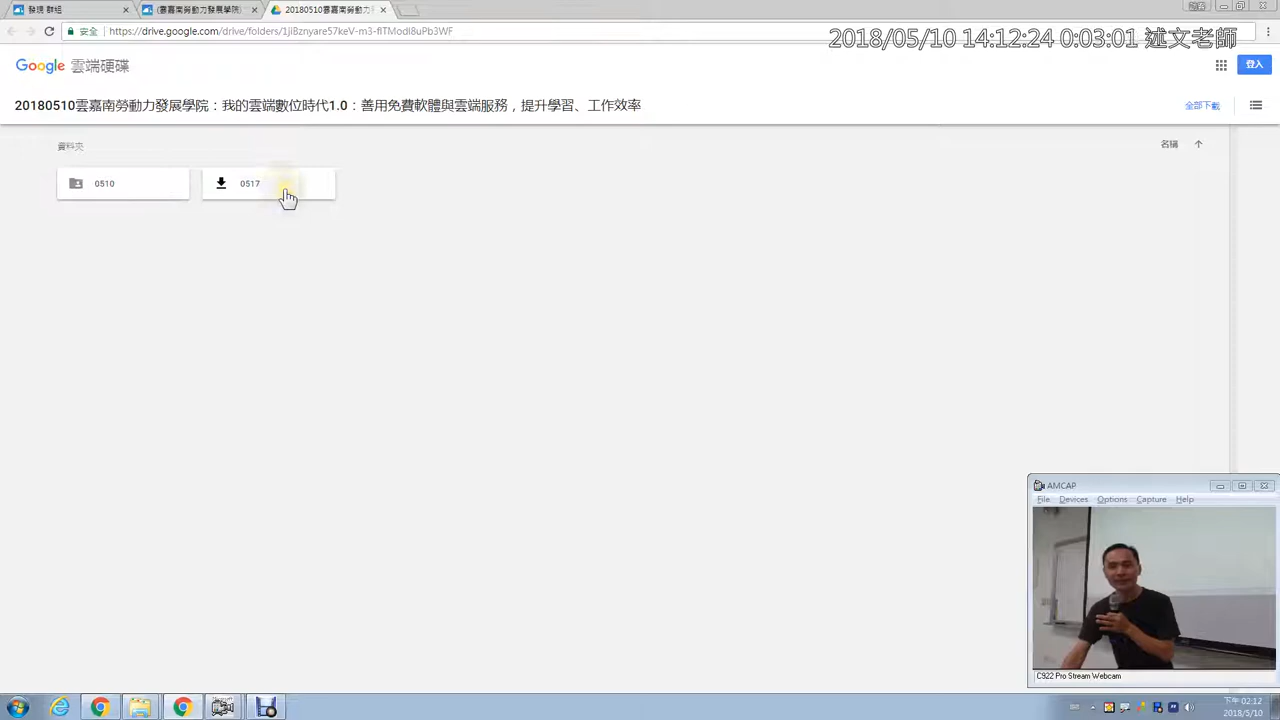 發現 群組
(雲嘉南勞動力發展學院
20180510雲嘉南勞動力
安全
https://drive.google.com/drive/folders/1jiBznyare57keV-m3-fITModI8uPb3WF
2018/05/10 14:12:24 0:03:01 述文老師
Google 雲端硬碟
登入
20180510雲嘉南勞動力發展學院：我的雲端數位時代1.0：善用免費軟體與雲端服務，提升學習、工作效率
全部下載
資料夾
名稱
0510
0517
AMCAP
File Devices Options Capture Help
C922 Pro Stream Webcam
下午 02:12
2018/5/10